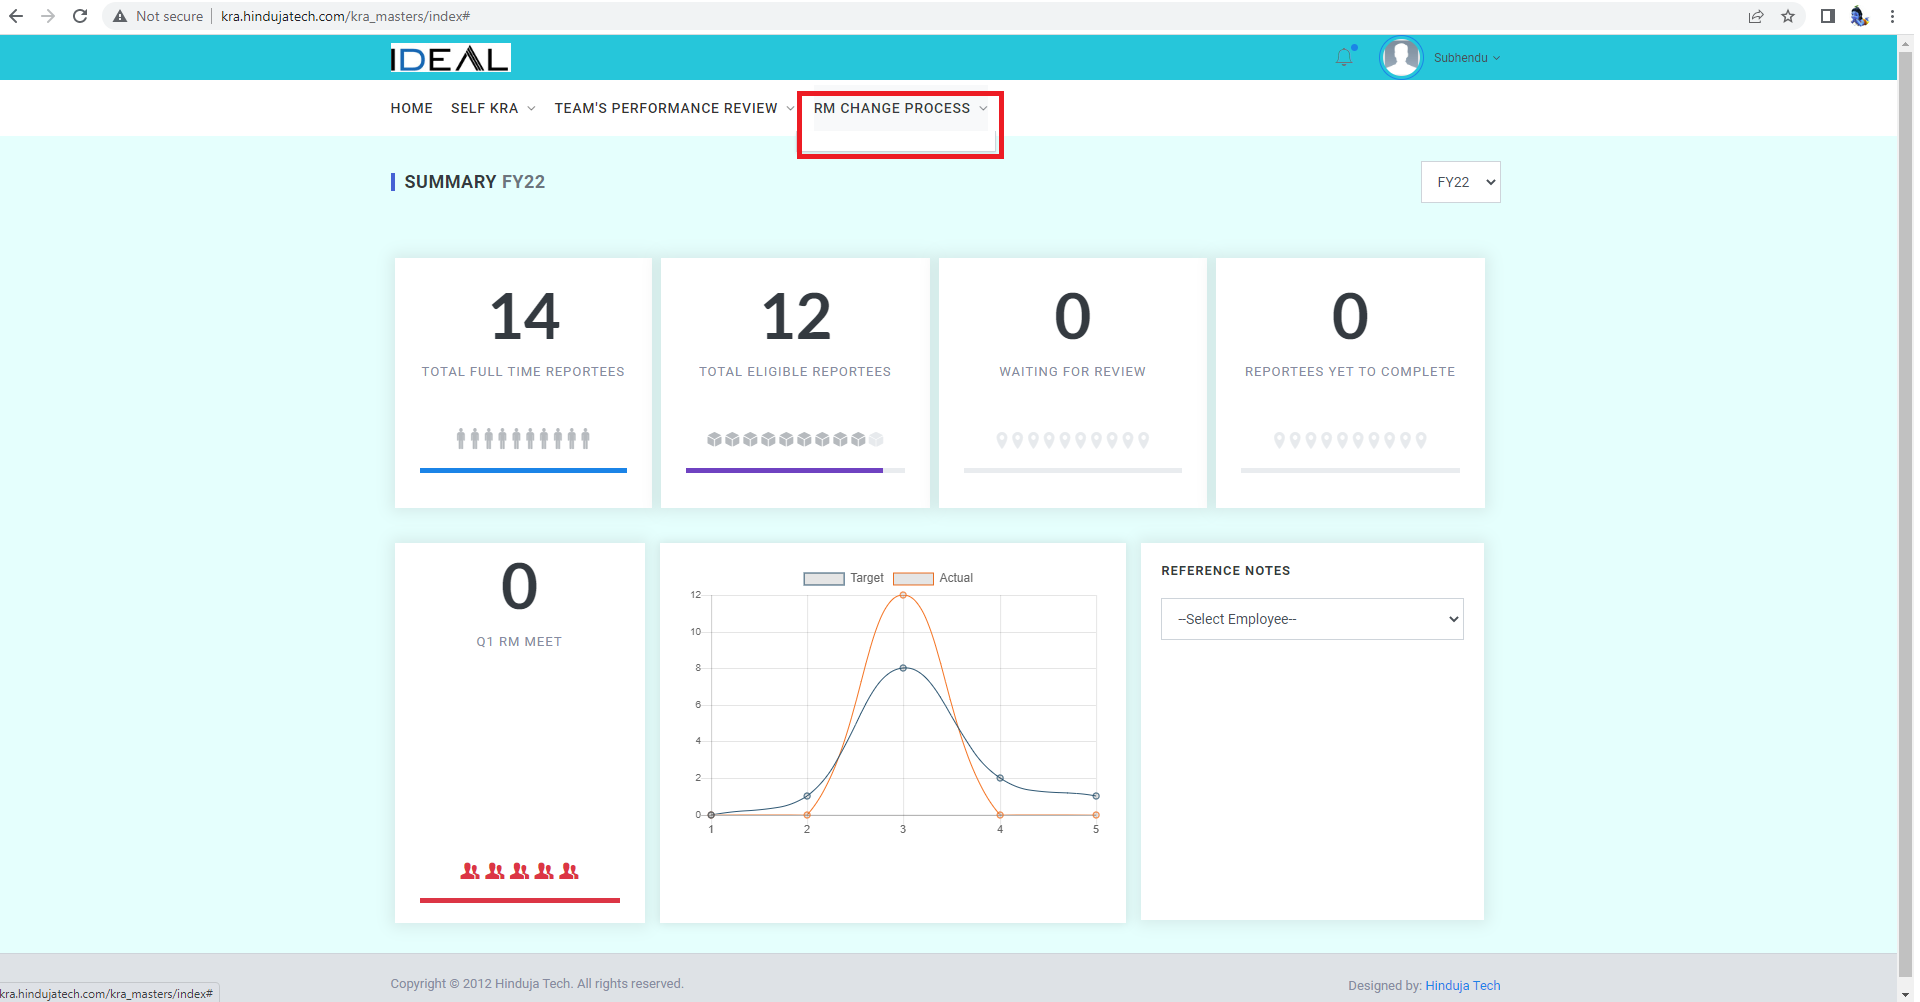 Not secure | kra.hindujatech.com/kra_masters/index#
IDEAL
Subhendu
HOME SELF KRA TEAM'S PERFORMANCE REVIEW RM CHANGE PROCESS
SUMMARY FY22
FY22
14 12 0 0
TOTAL FULL TIME REPORTEES TOTAL ELIGIBLE REPORTEES WAITING FOR REVIEW REPORTEES YET TO COMPLETE
0
Q1 RM MEET
Target Actual
12
10
8
6
4
2
0
1 2 3 4 5
REFERENCE NOTES
--Select Employee--
Copyright © 2012 Hinduja Tech. All rights reserved.
Designed by: Hinduja Tech
kra.hindujatech.com/kra_masters/index#